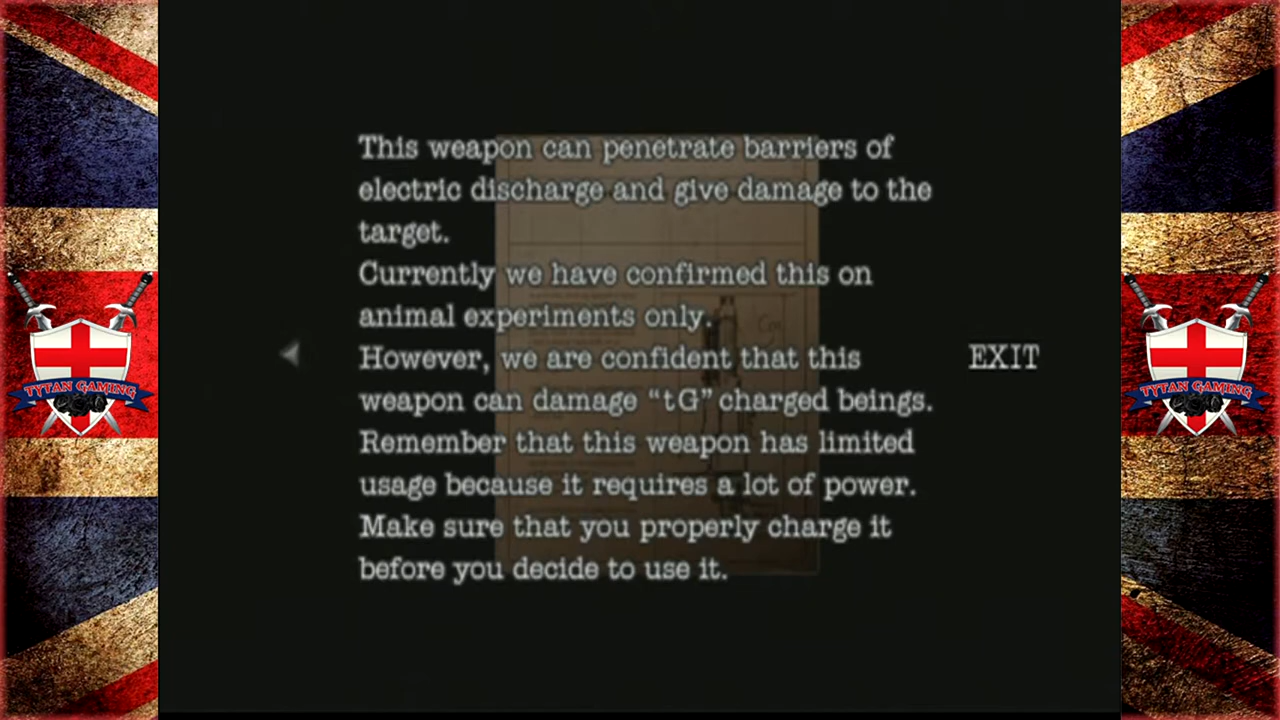 This weapon can penetrate barriers of
electric discharge and give damage to the
target.
Currently we have confirmed this on
animal experiments only.
However, we are confident that this
weapon can damage “tG” charged beings.
Remember that this weapon has limited
usage because it requires a lot of power.
Make sure that you properly charge it
before you decide to use it.
EXIT
TYTAN GAMING
TYTAN GAMING